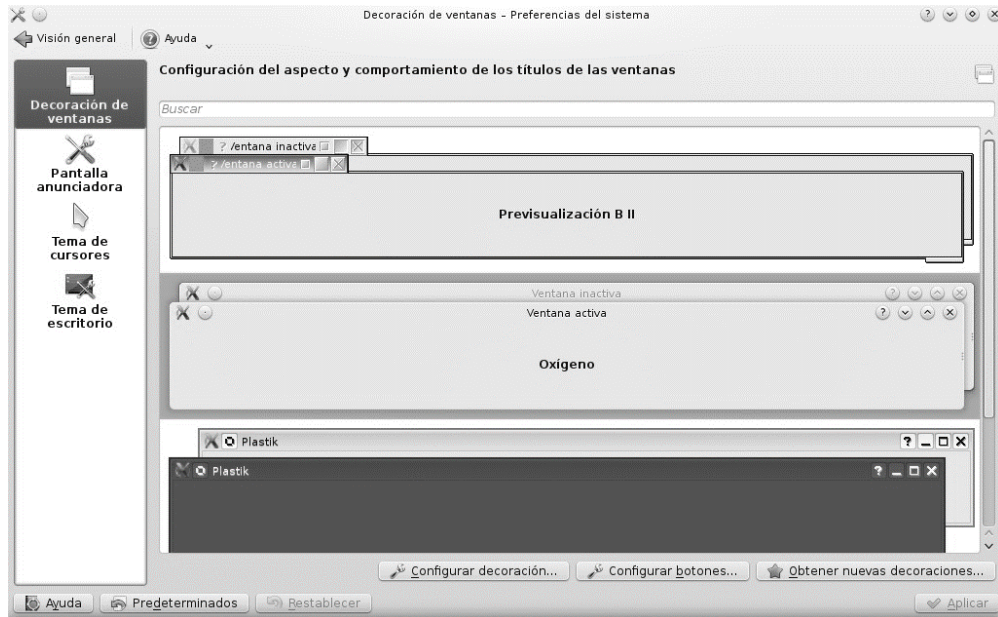 Decoración de ventanas - Preferencias del sistema
Visión general
Ayuda
Configuración del aspecto y comportamiento de los títulos de las ventanas
Decoración de
ventanas
Pantalla
anunciadora
Tema de
cursores
Tema de
escritorio
Buscar
? /entana inactiva
? /entana activa
Previsualización B II
Ventana inactiva
Ventana activa
Oxígeno
Plastik
Plastik
Configurar decoración...
Configurar botones...
Obtener nuevas decoraciones...
Ayuda
Predeterminados
Restablecer
Aplicar